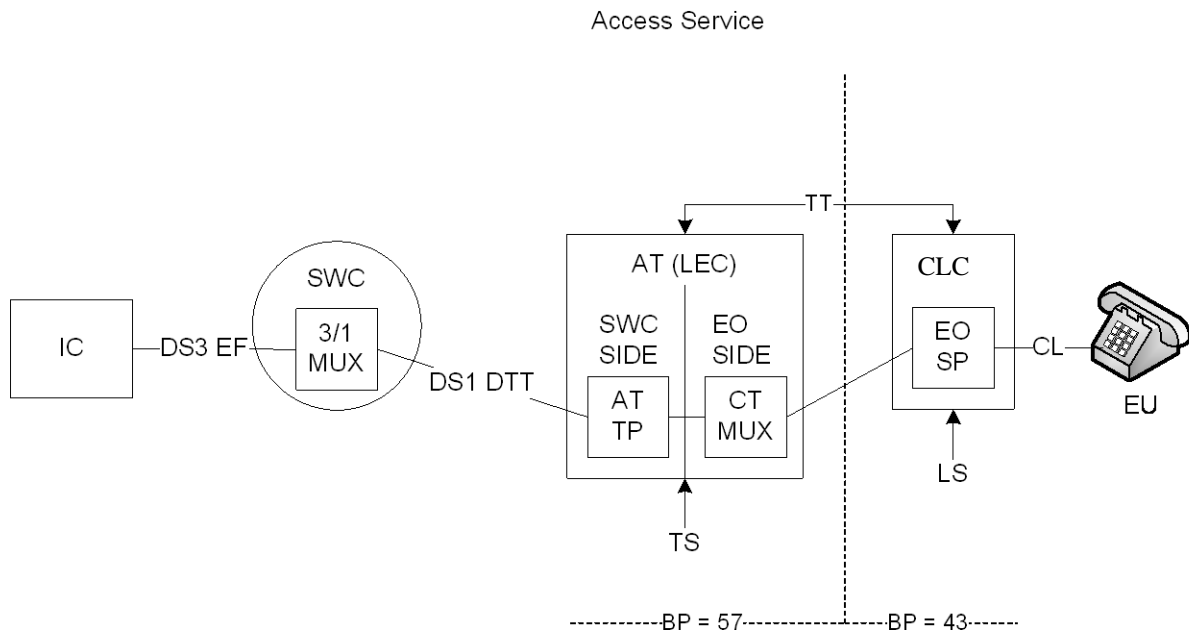 Access Service
TT
AT (LEC)
CLC
SWC
SWC
SIDE
EO
SIDE
IC
DS3 EF
3/1
MUX
DS1 DTT
AT
TP
CT
MUX
EO
SP
CL
EU
LS
TS
BP = 57
BP = 43